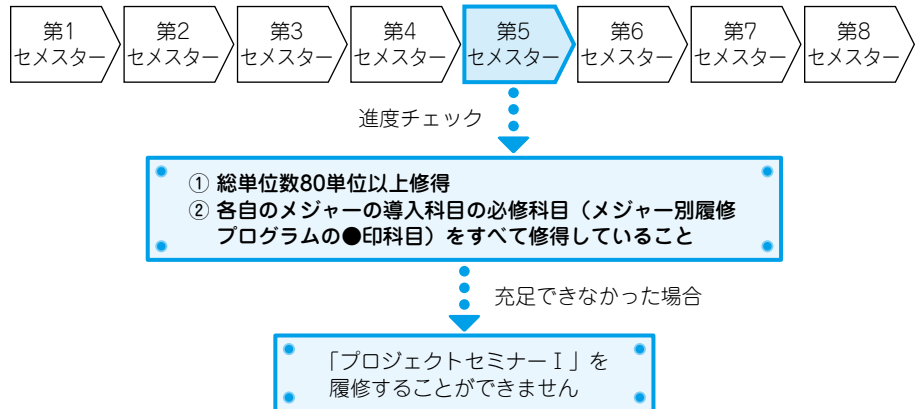 第1
セメスター
第2
セメスター
第3
セメスター
第4
セメスター
第5
セメスター
第6
セメスター
第7
セメスター
第8
セメスター
進度チェック
① 総単位数80単位以上修得
② 各自のメジャーの導入科目の必修科目（メジャー別履修
プログラムの●印科目）をすべて修得していること
充足できなかった場合
「プロジェクトセミナーⅠ」を
履修することができません